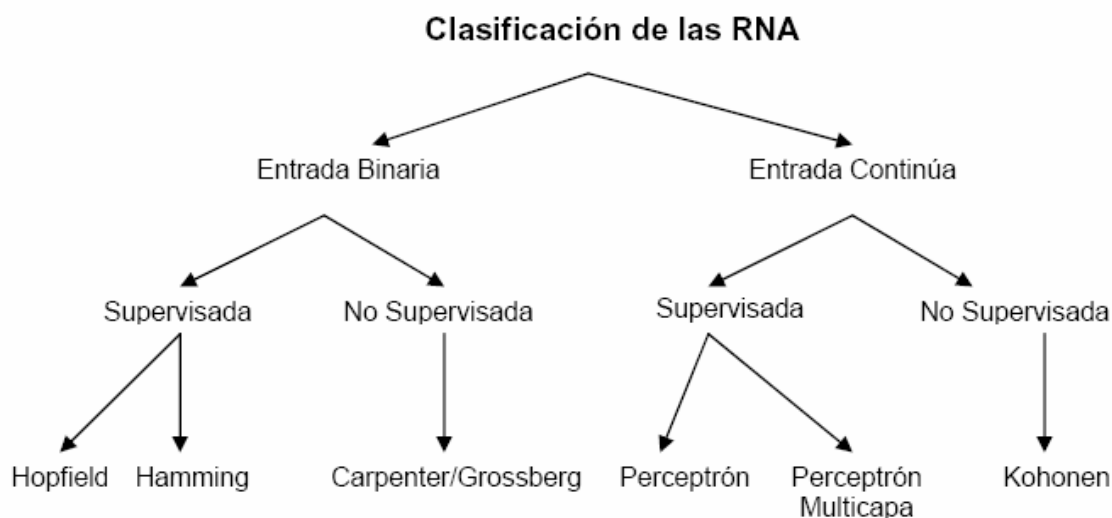 Clasificación de las RNA
Entrada Binaria
Entrada Continúa
Supervisada
No Supervisada
Supervisada
No Supervisada
Hopfield
Hamming
Carpenter/Grossberg
Perceptrón
Perceptrón
Multicapa
Kohonen